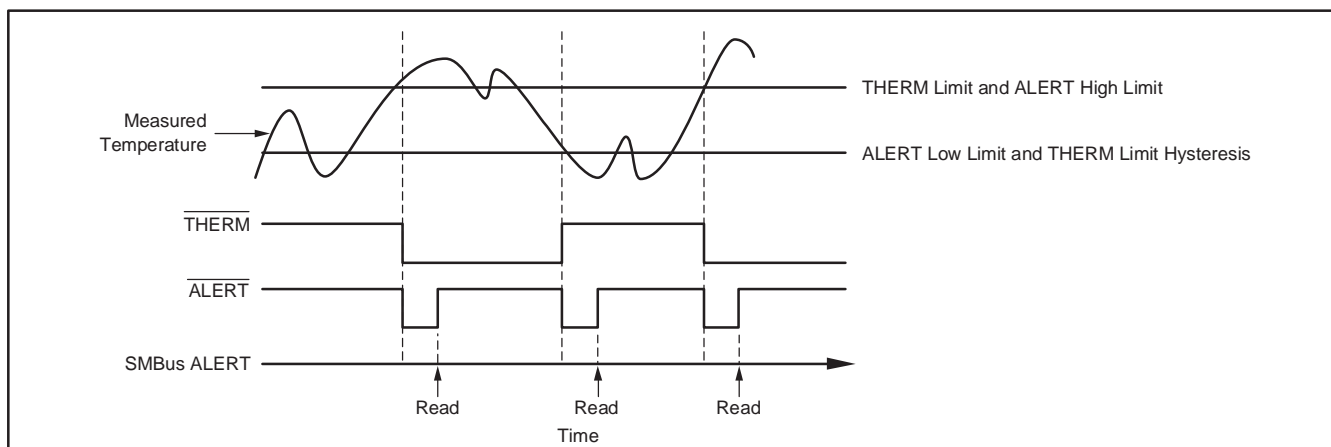 THERM Limit and ALERT High Limit
Measured
Temperature
ALERT Low Limit and THERM Limit Hysteresis
THERM
ALERT
SMBus ALERT
Read
Read
Read
Time